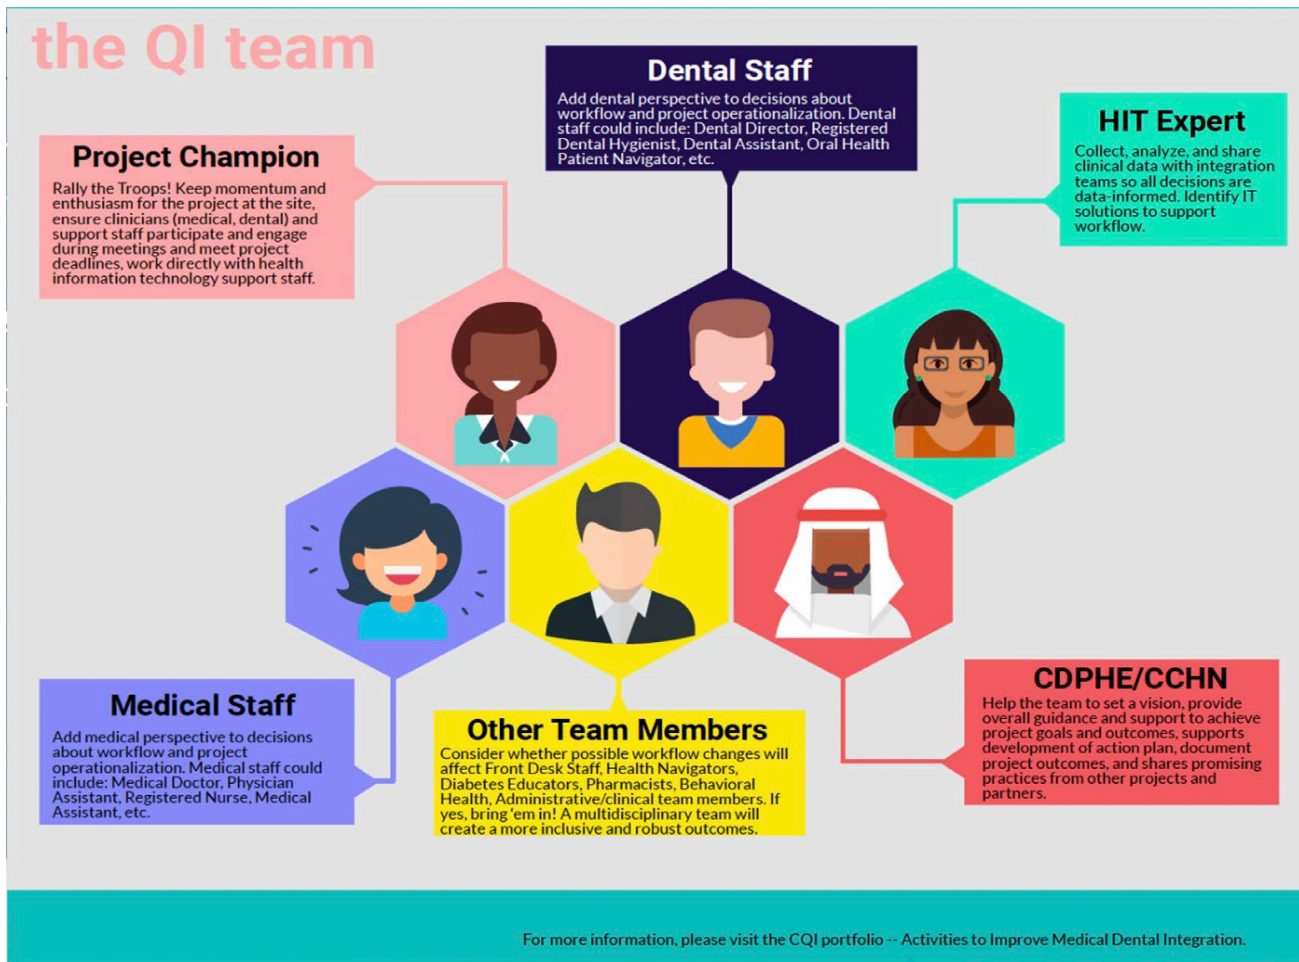 the QI team
Project Champion
Rally the Troops! Keep momentum and
enthusiasm for the project at the site,
ensure clinicians (medical, dental) and
support staff participate and engage
during meetings and meet project
deadlines, work directly with health
information technology support staff.
Dental Staff
Add dental perspective to decisions about
workflow and project operationalization. Dental
staff could include: Dental Director, Registered
Dental Hygienist, Dental Assistant, Oral Health
Patient Navigator, etc.
HIT Expert
Collect, analyze, and share
clinical data with integration
teams so all decisions are
data-informed. Identify IT
solutions to support
workflow.
Medical Staff
Add medical perspective to decisions
about workflow and project
operationalization. Medical staff could
include: Medical Doctor, Physician
Assistant, Registered Nurse, Medical
Assistant, etc.
Other Team Members
Consider whether possible workflow changes will
affect Front Desk Staff, Health Navigators,
Diabetes Educators, Pharmacists, Behavioral
Health, Administrative/clinical team members. If
yes, bring 'em in! A multidisciplinary team will
create a more inclusive and robust outcomes.
CDPHE/CCHN
Help the team to set a vision, provide
overall guidance and support to achieve
project goals and outcomes, supports
development of action plan, document
project outcomes, and shares promising
practices from other projects and
partners.
For more information, please visit the CQI portfolio -- Activities to Improve Medical Dental Integration.